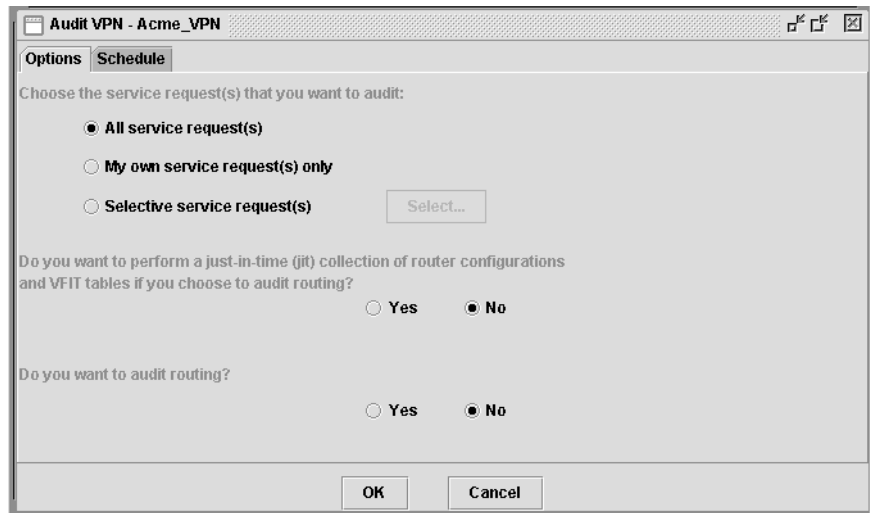 Audit VPN - Acme_VPN
Options Schedule
Choose the service request(s) that you want to audit:
All service request(s)
My own service request(s) only
Selective service request(s) Select...
Do you want to perform a just-in-time (jit) collection of router configurations
and VFIT tables if you choose to audit routing?
Yes No
Do you want to audit routing?
Yes No
OK Cancel